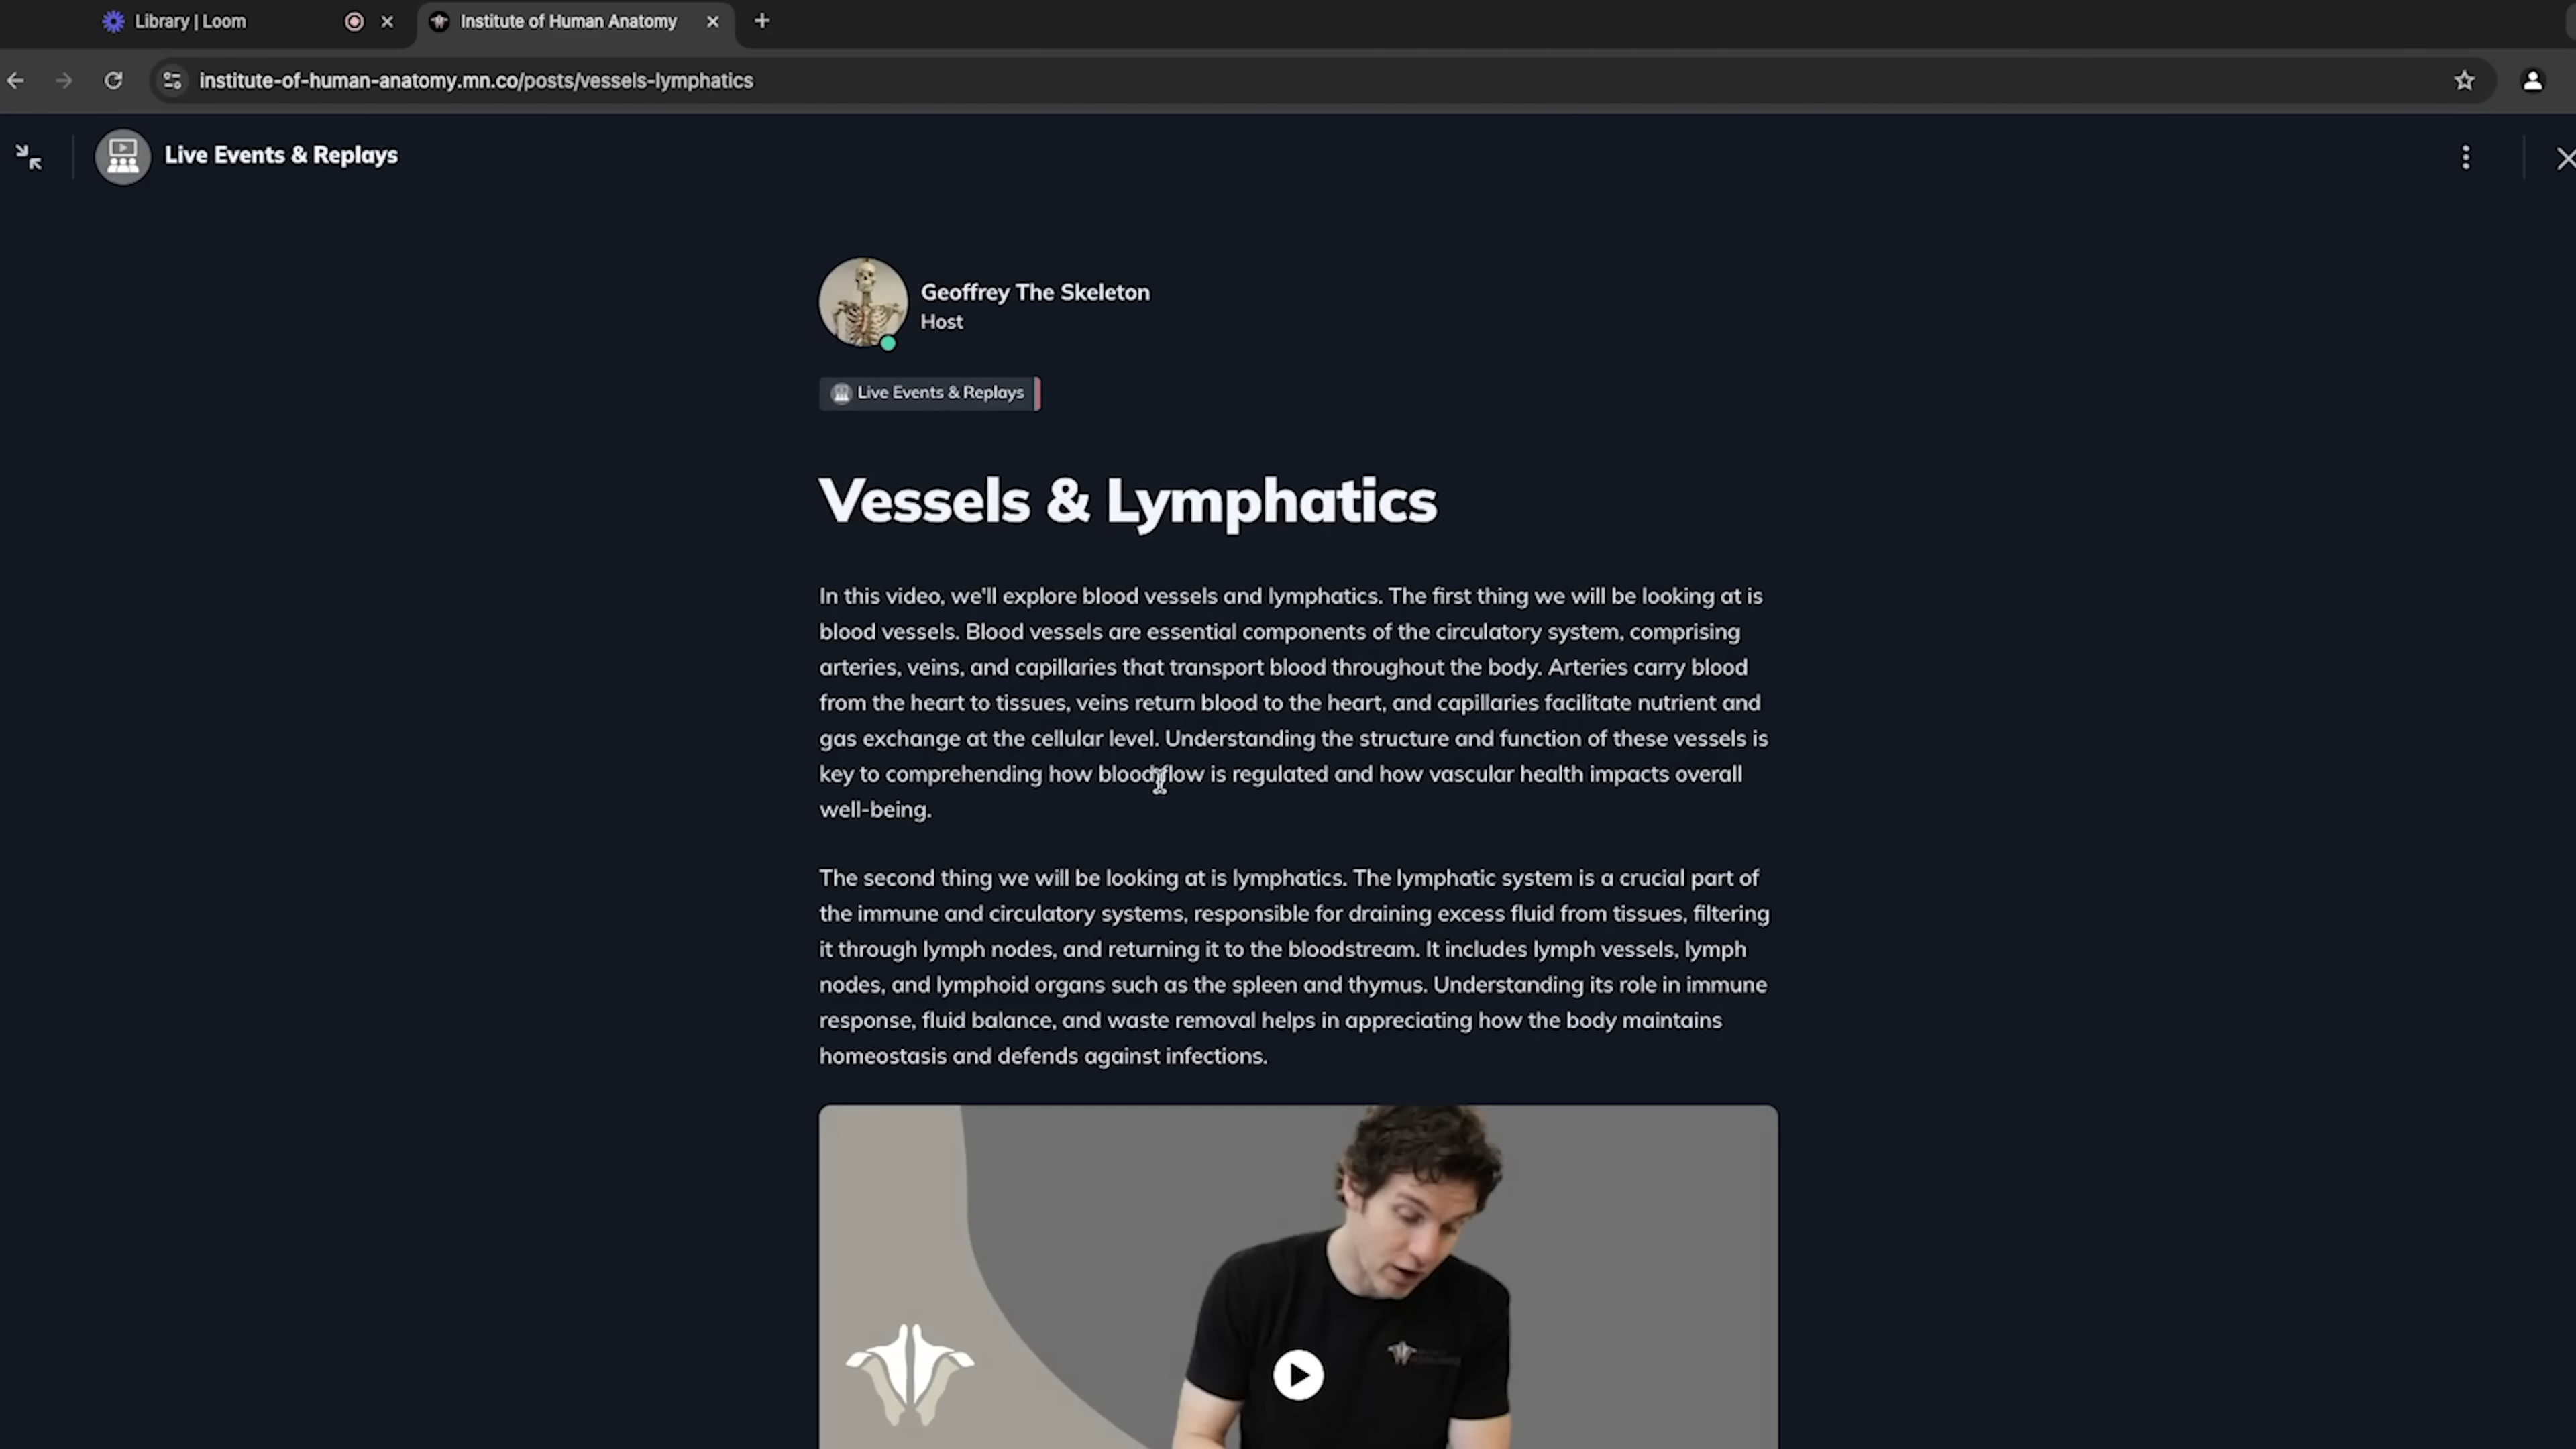 Library | Loom
Institute of Human Anatomy
institute-of-human-anatomy.mn.co/posts/vessels-lymphatics
Live Events & Replays
Geoffrey The Skeleton
Host
Live Events & Replays
Vessels & Lymphatics
In this video, we'll explore blood vessels and lymphatics. The first thing we will be looking at is
blood vessels. Blood vessels are essential components of the circulatory system, comprising
arteries, veins, and capillaries that transport blood throughout the body. Arteries carry blood
from the heart to tissues, veins return blood to the heart, and capillaries facilitate nutrient and
gas exchange at the cellular level. Understanding the structure and function of these vessels is
key to comprehending how blood flow is regulated and how vascular health impacts overall
well-being.
The second thing we will be looking at is lymphatics. The lymphatic system is a crucial part of
the immune and circulatory systems, responsible for draining excess fluid from tissues, filtering
it through lymph nodes, and returning it to the bloodstream. It includes lymph vessels, lymph
nodes, and lymphoid organs such as the spleen and thymus. Understanding its role in immune
response, fluid balance, and waste removal helps in appreciating how the body maintains
homeostasis and defends against infections.